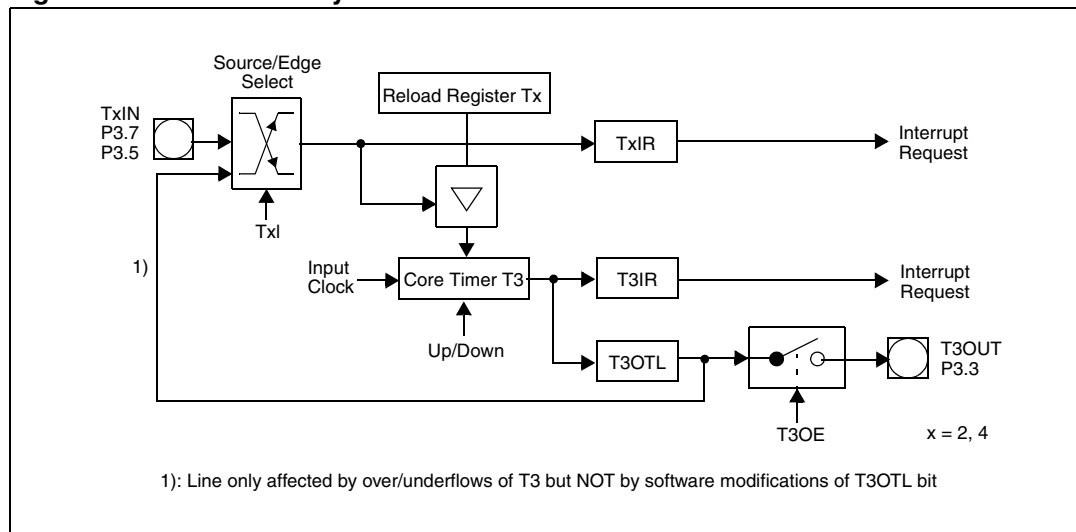 Source/Edge
Select
Reload Register Tx
TxIN
P3.7
P3.5
TxIR
Interrupt
Request
TxI
1)
Input
Clock
Core Timer T3
T3IR
Interrupt
Request
Up/Down
T3OTL
T3OUT
P3.3
T3OE
x = 2, 4
1): Line only affected by over/underflows of T3 but NOT by software modifications of T3OTL bit